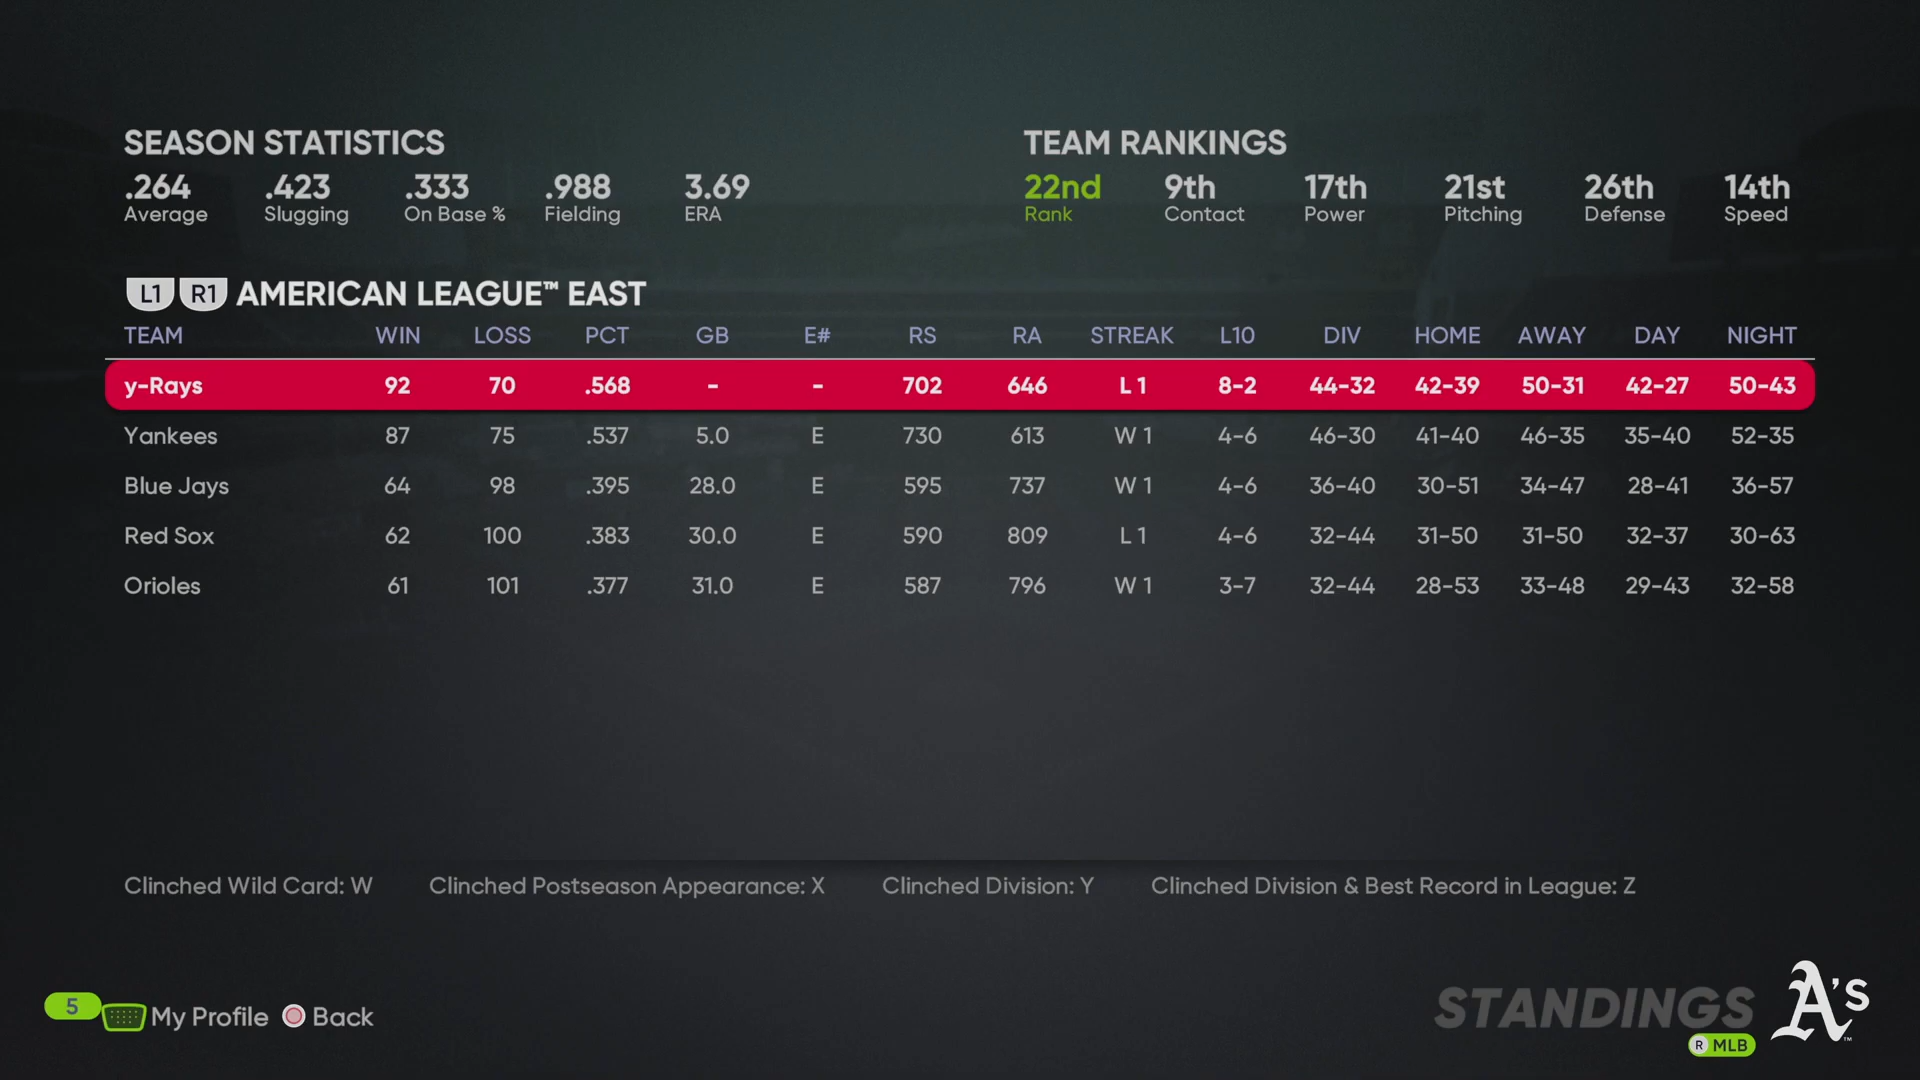 SEASON STATISTICS
.264 .423 .333 .988 3.69
Average Slugging On Base % Fielding ERA
TEAM RANKINGS
22nd 9th 17th 21st 26th 14th
Rank Contact Power Pitching Defense Speed
L1 R1 AMERICAN LEAGUE™ EAST
TEAM WIN LOSS PCT GB E# RS RA STREAK L10 DIV HOME AWAY DAY NIGHT
y-Rays 92 70 .568 - - 702 646 L 1 8-2 44-32 42-39 50-31 42-27 50-43
Yankees 87 75 .537 5.0 E 730 613 W 1 4-6 46-30 41-40 46-35 35-40 52-35
Blue Jays 64 98 .395 28.0 E 595 737 W 1 4-6 36-40 30-51 34-47 28-41 36-57
Red Sox 62 100 .383 30.0 E 590 809 L 1 4-6 32-44 31-50 31-50 32-37 30-63
Orioles 61 101 .377 31.0 E 587 796 W 1 3-7 32-44 28-53 33-48 29-43 32-58
Clinched Wild Card: W Clinched Postseason Appearance: X Clinched Division: Y Clinched Division & Best Record in League: Z
5 My Profile Back
STANDINGS A's™
R MLB